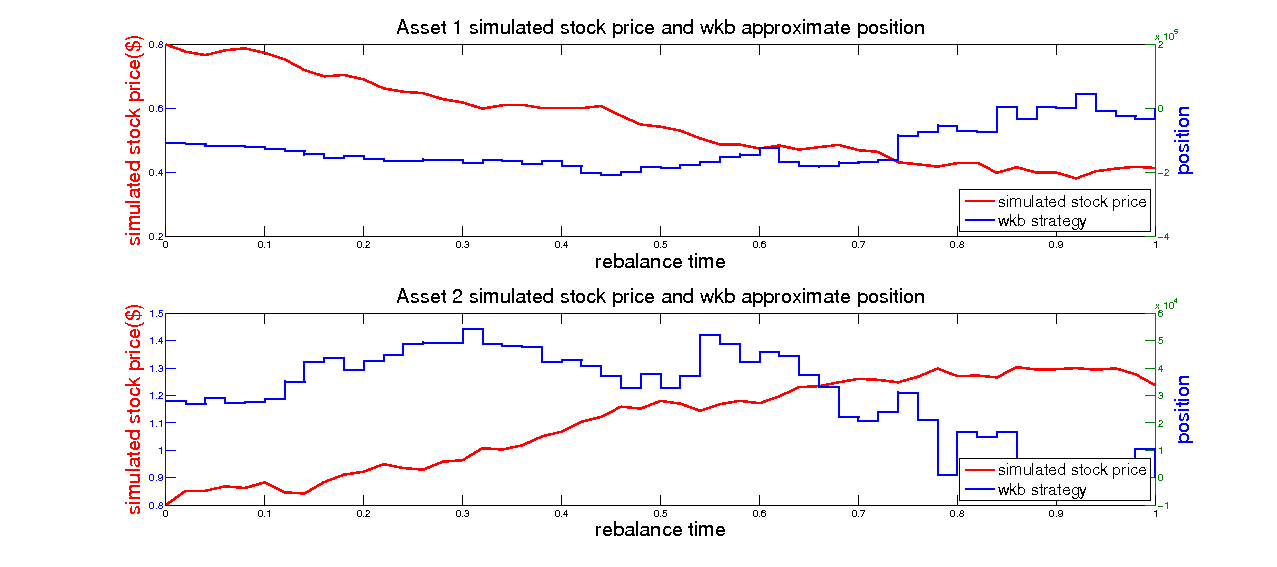 Asset 1 simulated stock price and wkb approximate position
simulated stock price($)
0.8
0.6
0.4
0.2
x 10^5
2
0
−2
−4
position
simulated stock price
wkb strategy
0 0.1 0.2 0.3 0.4 0.5 0.6 0.7 0.8 0.9 1
rebalance time
Asset 2 simulated stock price and wkb approximate position
simulated stock price($)
1.5
1.4
1.3
1.2
1.1
1
0.9
0.8
x 10^4
6
5
4
3
2
1
0
−1
position
simulated stock price
wkb strategy
0 0.1 0.2 0.3 0.4 0.5 0.6 0.7 0.8 0.9 1
rebalance time